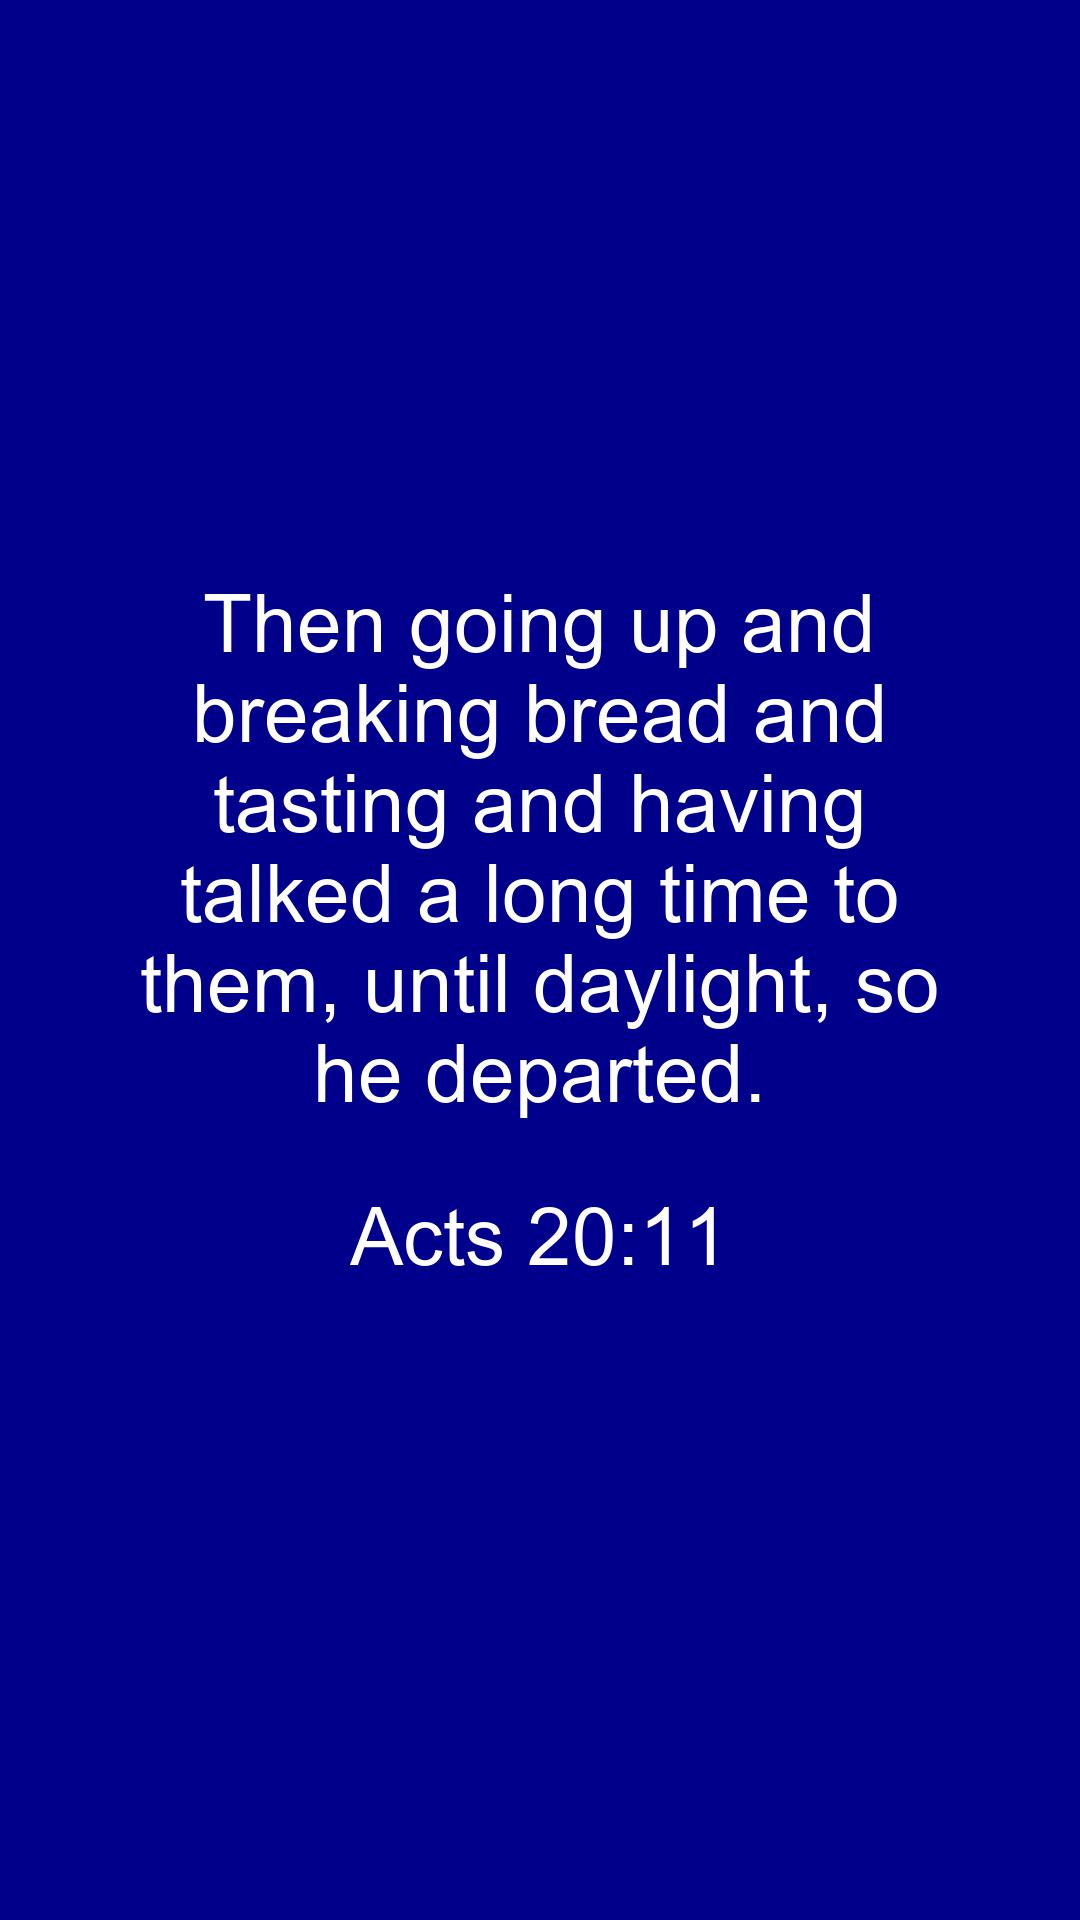 Then going up and
breaking bread and
tasting and having
talked a long time to
them, until daylight, so
he departed.
Acts 20:11